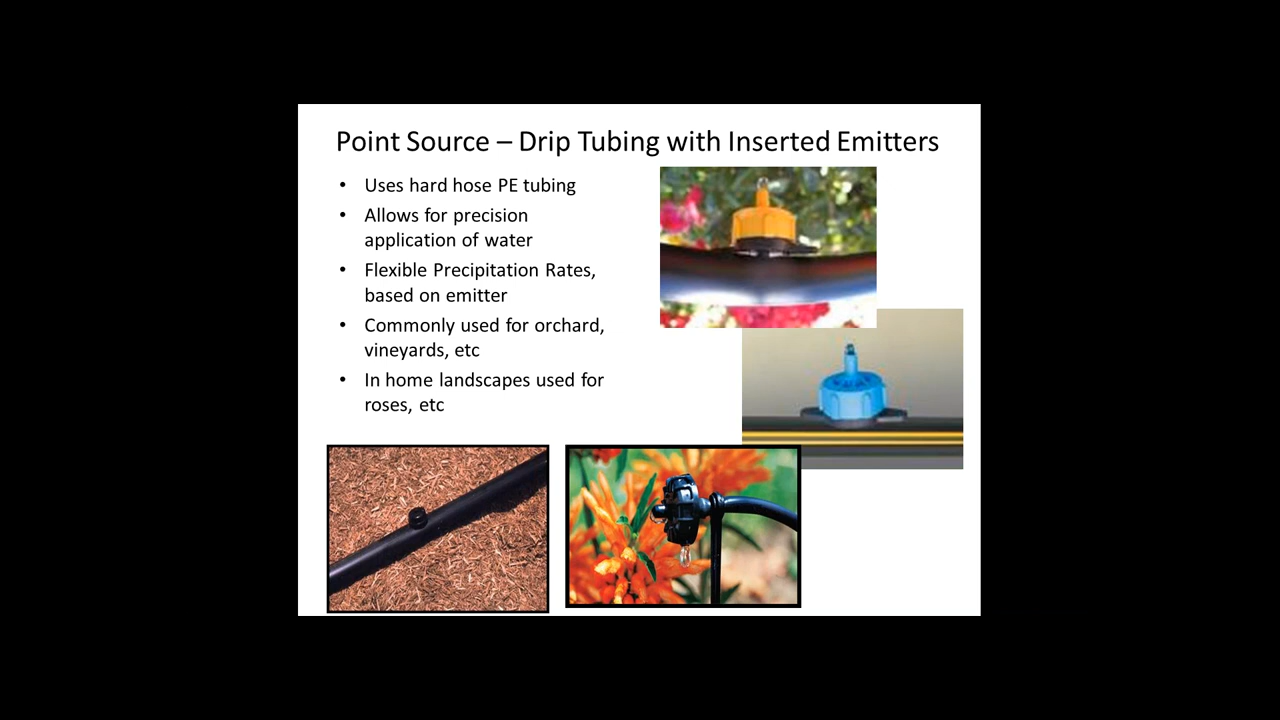 Point Source – Drip Tubing with Inserted Emitters
• Uses hard hose PE tubing
• Allows for precision
application of water
• Flexible Precipitation Rates,
based on emitter
• Commonly used for orchard,
vineyards, etc
• In home landscapes used for
roses, etc